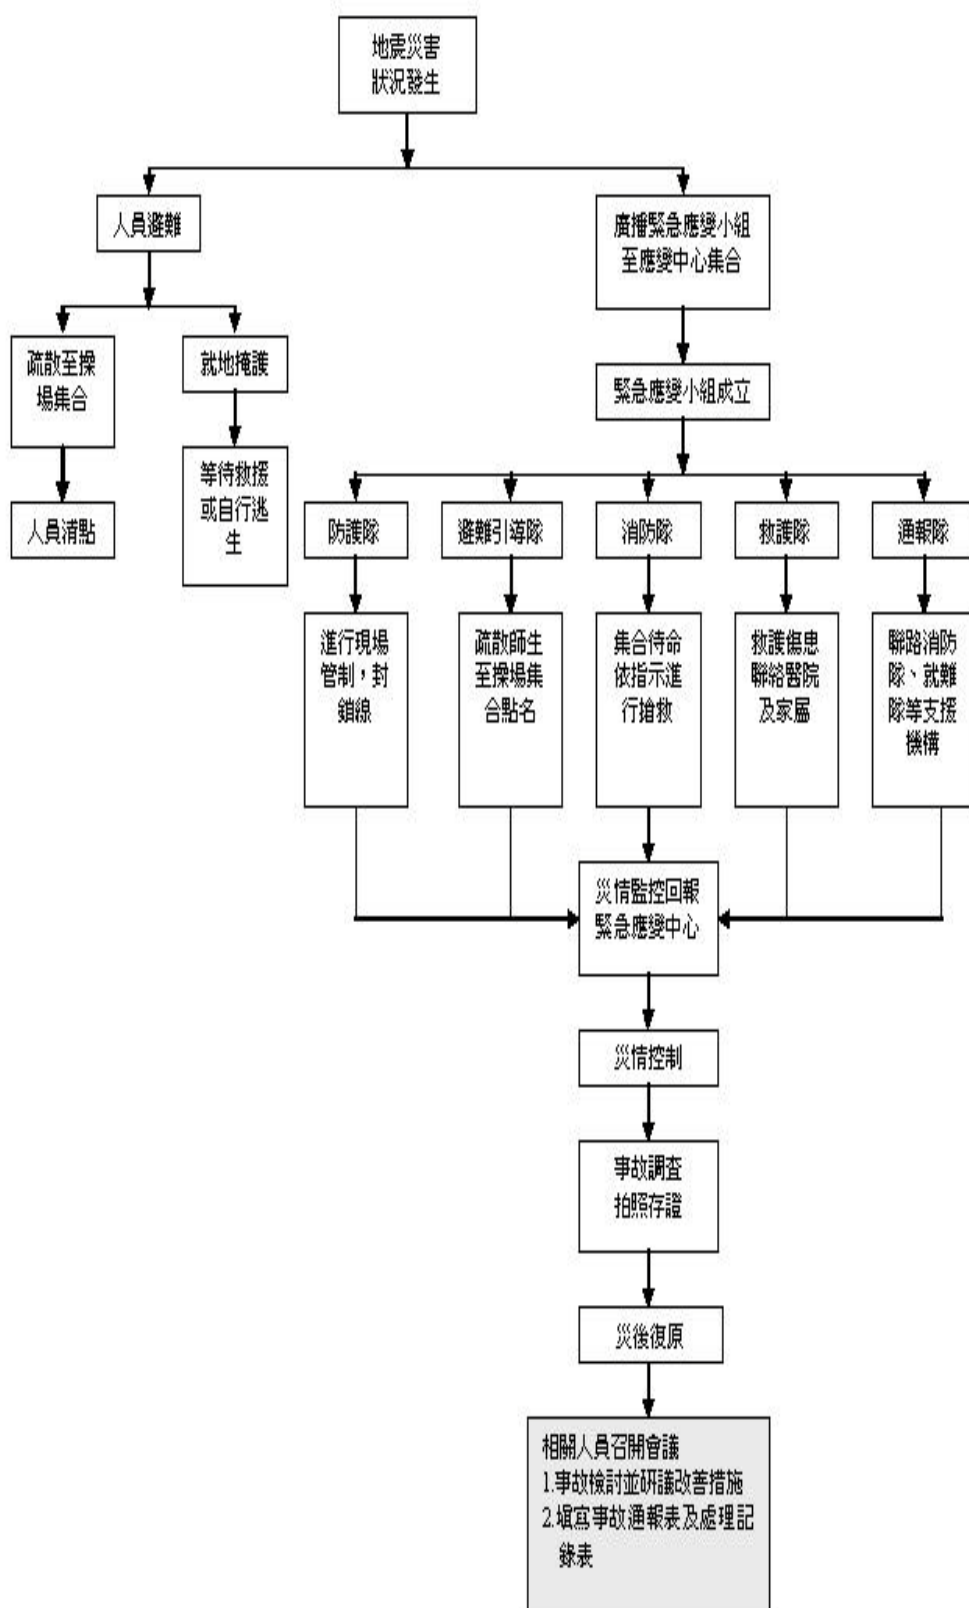 地震災害
狀況發生
人員避難
廣播緊急應變小組
至應變中心集合
疏散至操
場集合
就地掩護
緊急應變小組成立
人員清點
等待救援
或自行逃
生
防護隊
避難引導隊
消防隊
救護隊
通報隊
進行現場
管制，封
鎖線
疏散師生
至操場集
合點名
集合待命
依指示進
行搶救
救護傷患
聯絡醫院
及家屬
聯路消防
隊、就難
隊等支援
機構
災情監控回報
緊急應變中心
災情控制
事故調查
拍照存證
災後復原
相關人員召開會議
1.事故檢討並研議改善措施
2.填寫事故通報表及處理記
錄表